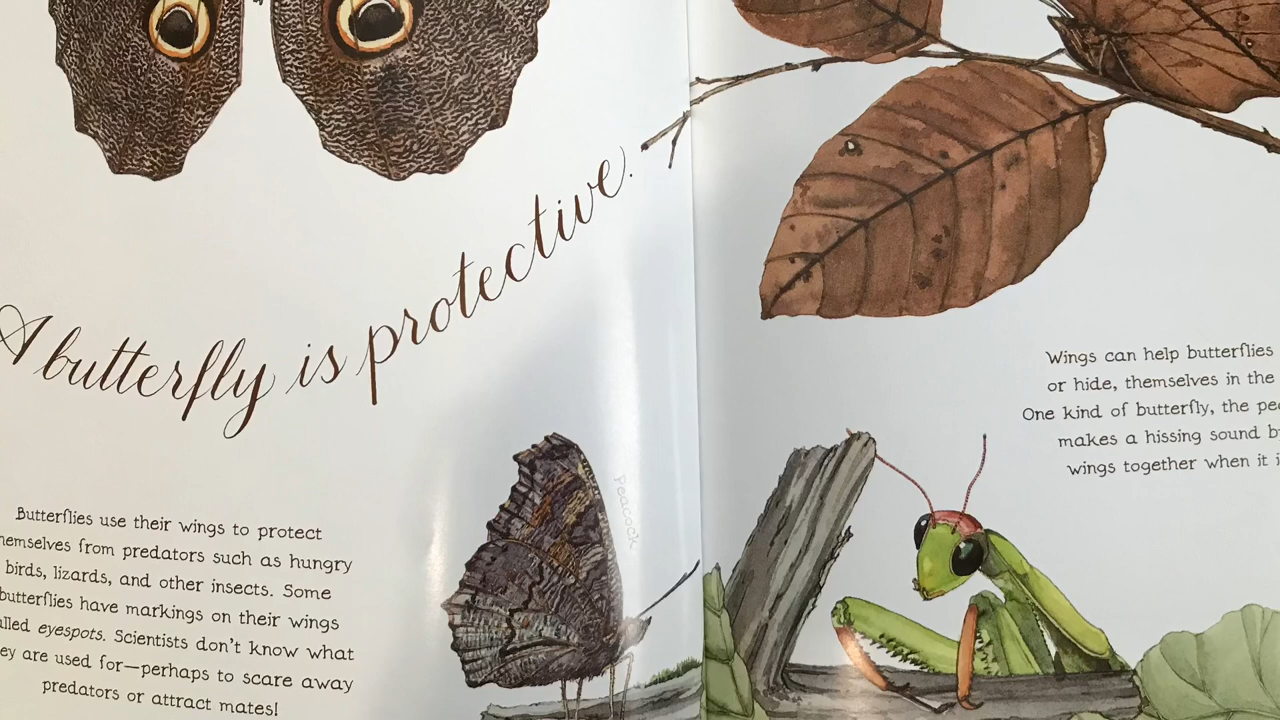 A butterfly is protective.
Butterflies use their wings to protect
hemselves from predators such as hungry
birds, lizards, and other insects. Some
butterflies have markings on their wings
alled eyespots. Scientists don't know what
ey are used for—perhaps to scare away
predators or attract mates!
Peacock
Wings can help butterflies
or hide, themselves in the
One kind of butterfly, the pea
makes a hissing sound b
wings together when it i